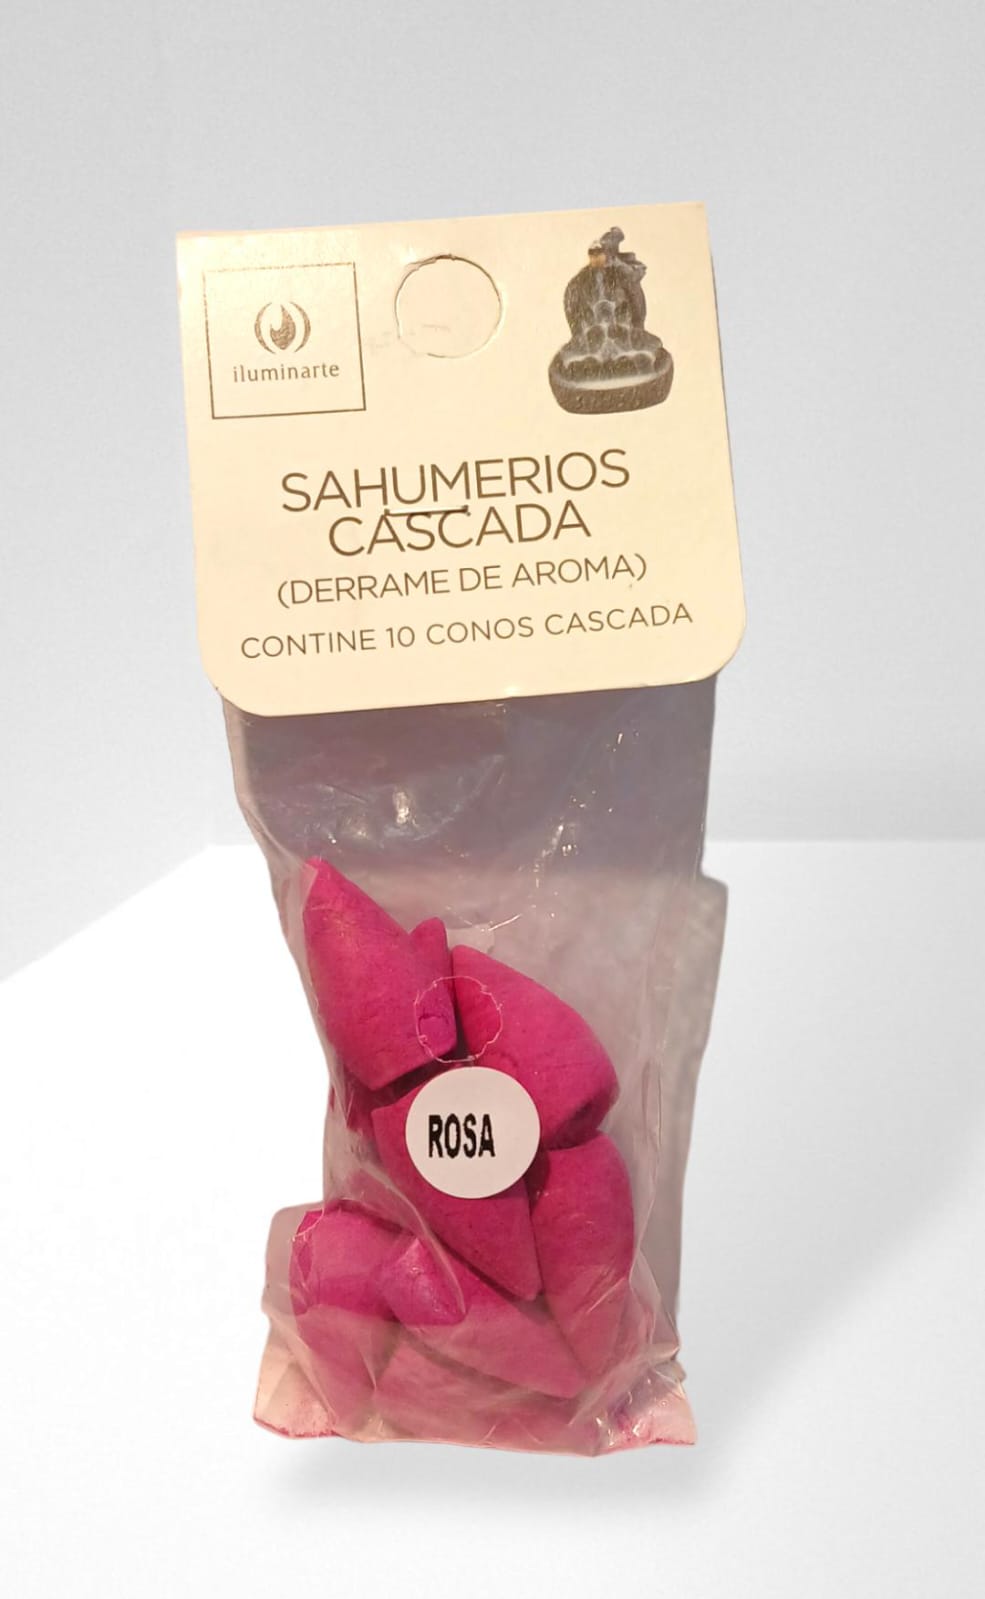 iluminarte
SAHUMERIOS
CASCADA
(DERRAME DE AROMA)
CONTINE 10 CONOS CASCADA
ROSA